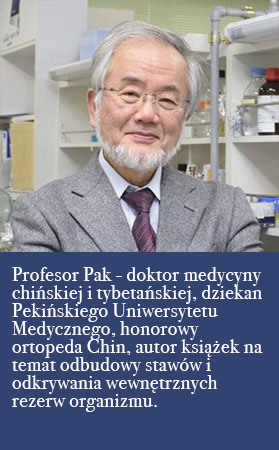 Profesor Pak - doktor medycyny
chińskiej i tybetańskiej, dziekan
Pekińskiego Uniwersytetu
Medycznego, honorowy
ortopeda Chin, autor książek na
temat odbudowy stawów i
odkrywania wewnętrznych
rezerw organizmu.